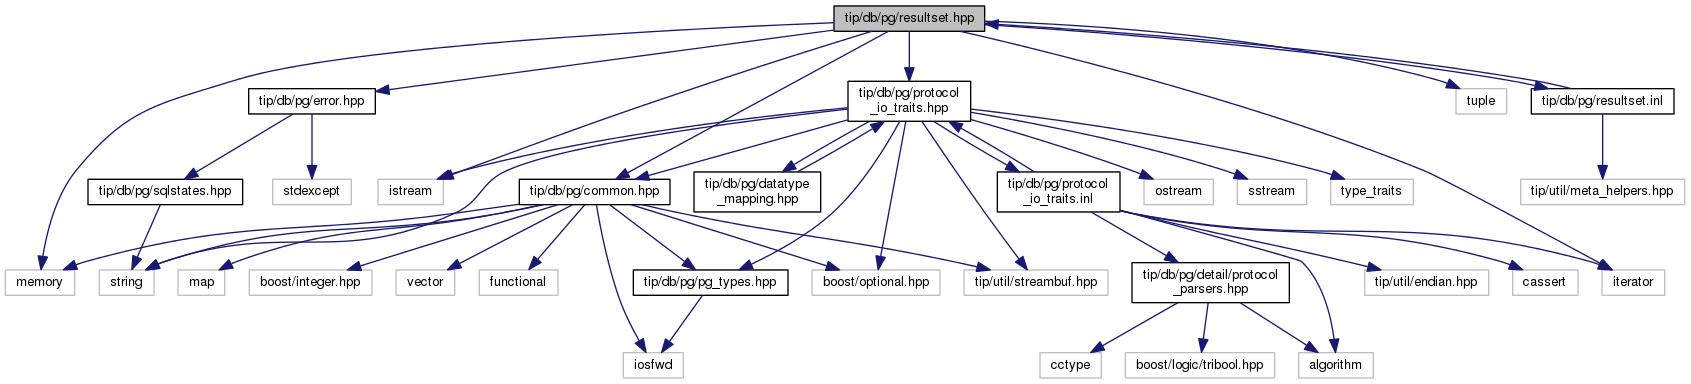 tip/db/pg/resultset.hpp
tip/db/pg/error.hpp
tip/db/pg/protocol
_io_traits.hpp
tuple
tip/db/pg/resultset.inl
tip/db/pg/sqlstates.hpp
stdexcept
istream
tip/db/pg/common.hpp
tip/db/pg/datatype
_mapping.hpp
tip/db/pg/protocol
_io_traits.inl
ostream
sstream
type_traits
tip/util/meta_helpers.hpp
memory
string
map
boost/integer.hpp
vector
functional
tip/db/pg/pg_types.hpp
boost/optional.hpp
tip/util/streambuf.hpp
tip/db/pg/detail/protocol
_parsers.hpp
tip/util/endian.hpp
cassert
iterator
iosfwd
cctype
boost/logic/tribool.hpp
algorithm